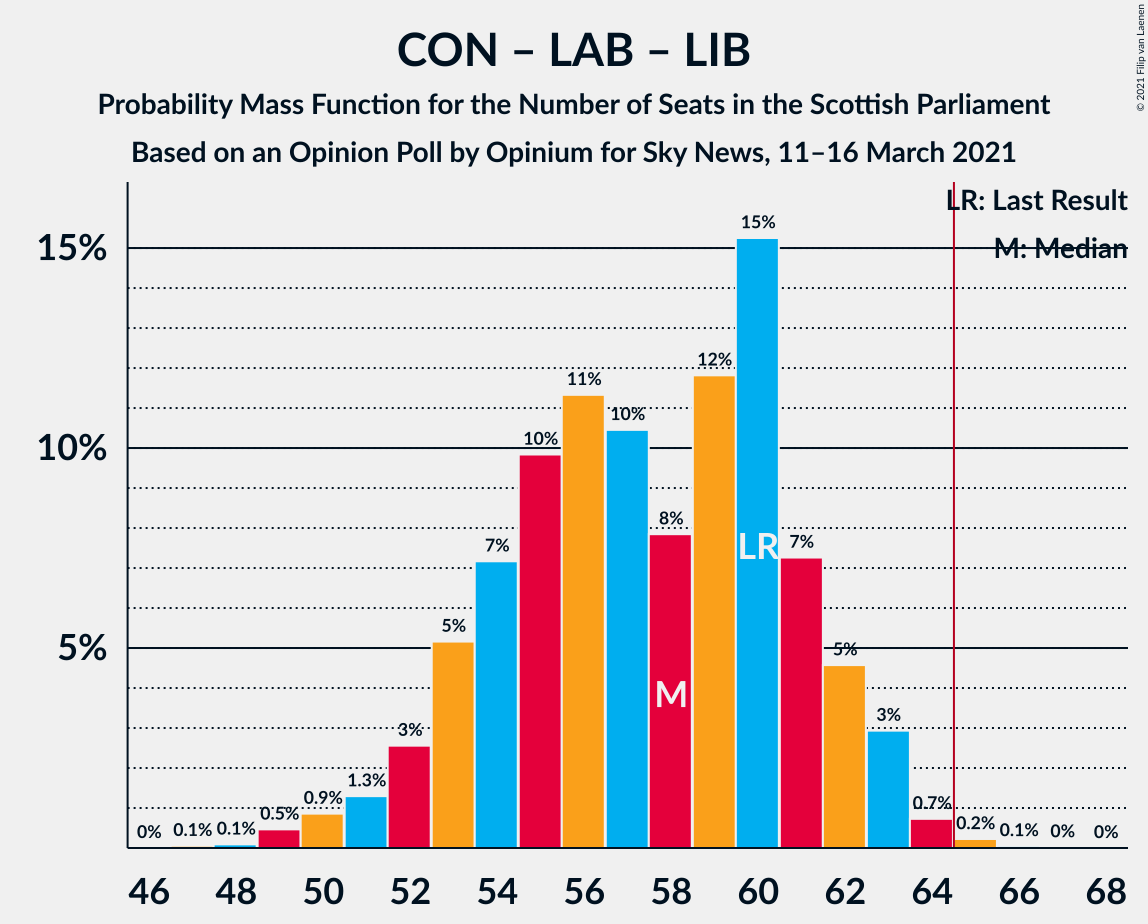 CON – LAB – LIB
Probability Mass Function for the Number of Seats in the Scottish Parliament
Based on an Opinion Poll by Opinium for Sky News, 11–16 March 2021
© 2021 Filip van Laenen
LR: Last Result
M: Median
15%
10%
5%
0%
0.1%
0.1%
0.5%
0.9%
1.3%
3%
5%
7%
10%
11%
10%
8%
12%
15%
7%
5%
3%
0.7%
0.2%
0.1%
0%
0%
M
LR
46 48 50 52 54 56 58 60 62 64 66 68